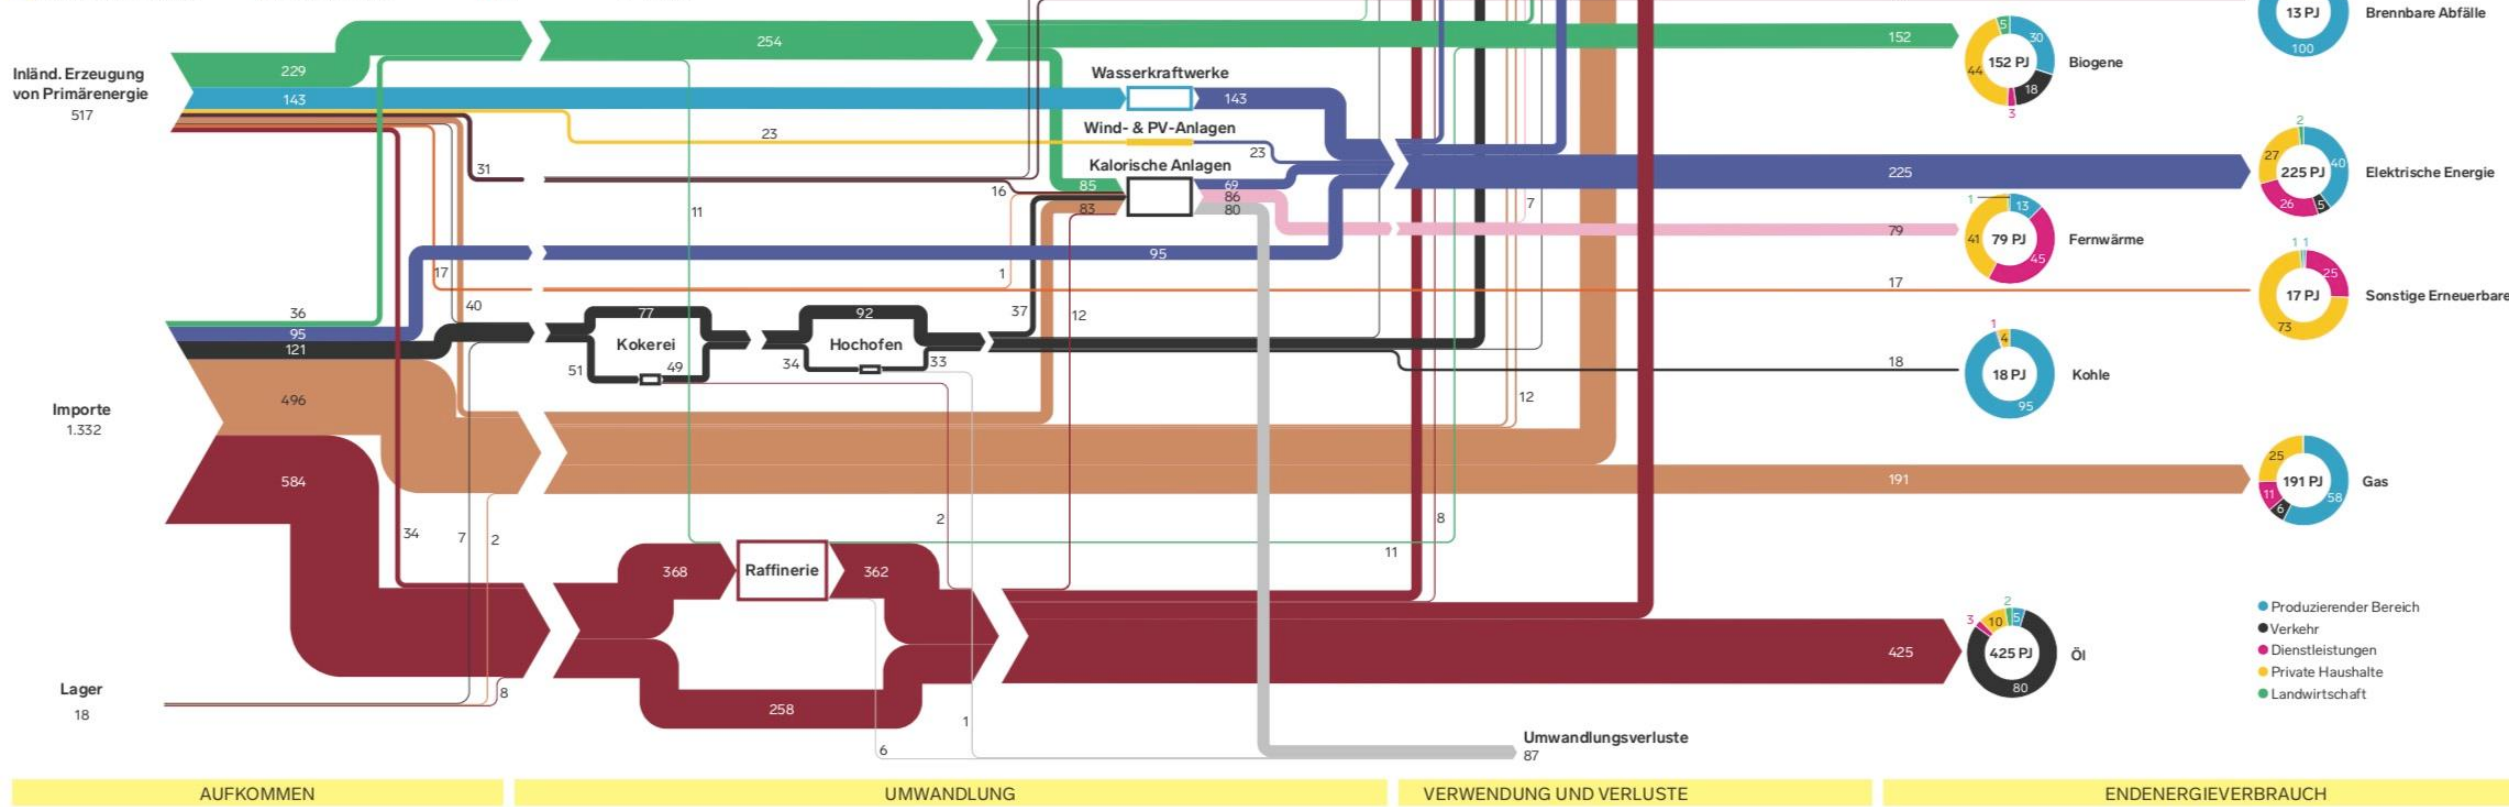 13 PJ
100
Brennbare Abfälle
254
152
5
30
44
152 PJ
18
3
Biogene
Inländ. Erzeugung
von Primärenergie
517
229
143
Wasserkraftwerke
143
23
Wind- & PV-Anlagen
23
31
Kalorische Anlagen
16
85
83
69
86
80
225
2
27
40
225 PJ
26
5
Elektrische Energie
11
7
79
1
13
41
79 PJ
45
Fernwärme
95
17
1
17
1 1
25
17 PJ
73
Sonstige Erneuerbare
36
95
121
40
77
Kokerei
51
49
92
Hochofen
34
33
37
12
18
1
4
18 PJ
95
Kohle
Importe
1.332
496
584
12
191
25
191 PJ
11
6
58
Gas
34
7
2
2
8
11
368
Raffinerie
362
258
425
2
3
10
5
425 PJ
80
Öl
Produzierender Bereich
Verkehr
Dienstleistungen
Private Haushalte
Landwirtschaft
Lager
18
8
1
6
Umwandlungsverluste
87
AUFKOMMEN
UMWANDLUNG
VERWENDUNG UND VERLUSTE
ENDENERGIEVERBRAUCH